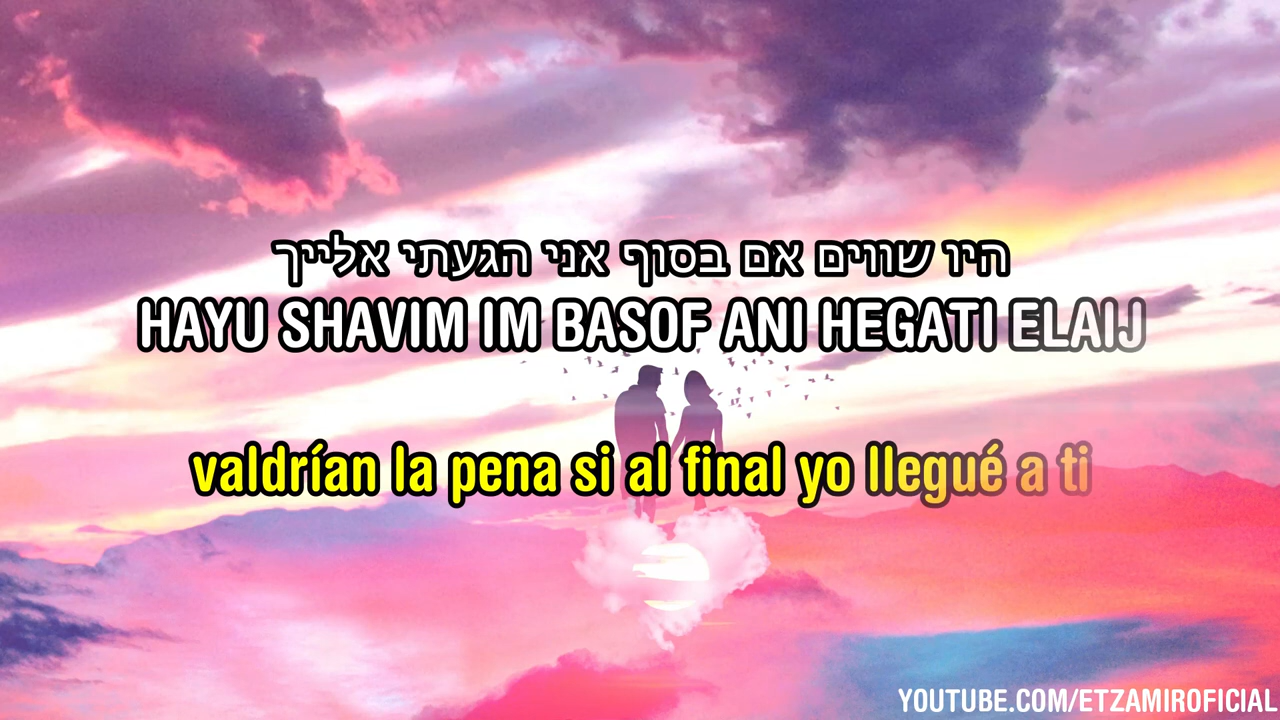 היו שווים אם בסוף אני הגעתי אלייך
HAYU SHAVIM IM BASOF ANI HEGATI ELAIJ
valdrían la pena si al final yo llegué a ti
YOUTUBE.COM/ETZAMIROFICIAL